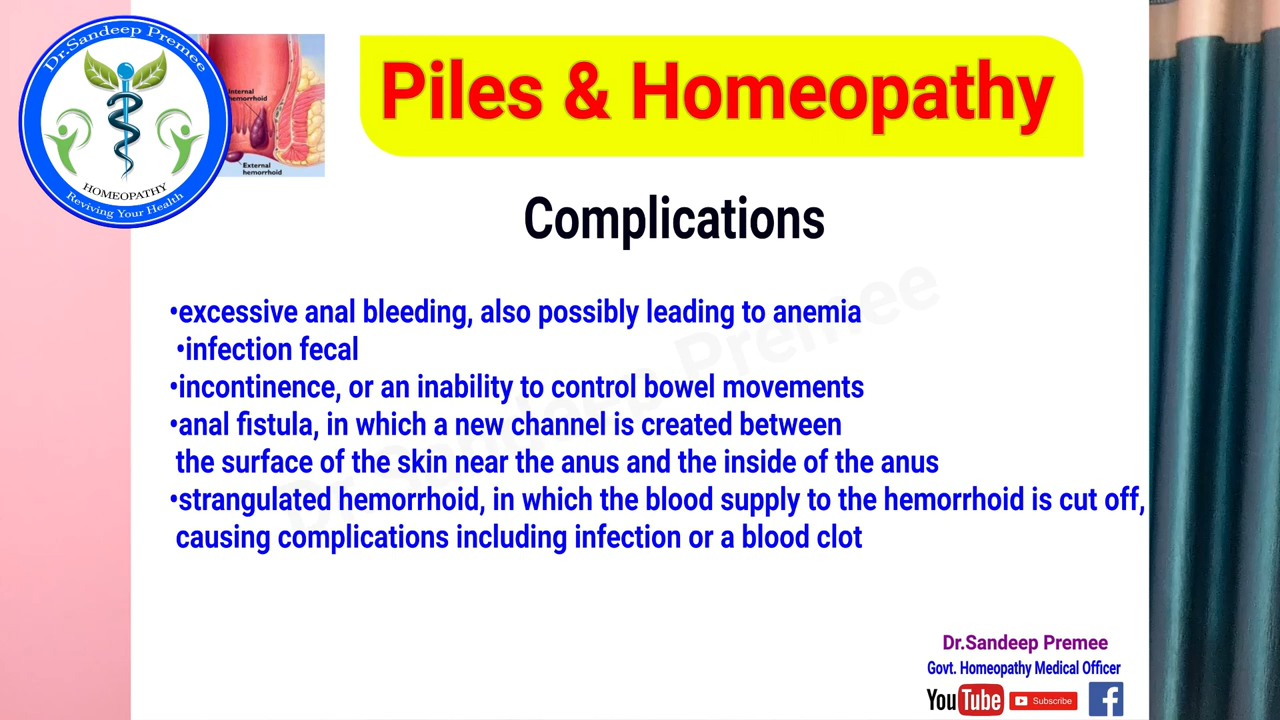 Dr.Sandeep Premee
HOMEOPATHY
Reviving Your Health
Internal
hemorrhoid
External
hemorrhoid
Piles & Homeopathy
Complications
•excessive anal bleeding, also possibly leading to anemia
•infection fecal
•incontinence, or an inability to control bowel movements
•anal fistula, in which a new channel is created between
the surface of the skin near the anus and the inside of the anus
•strangulated hemorrhoid, in which the blood supply to the hemorrhoid is cut off,
causing complications including infection or a blood clot
Dr Sandeep Premee
Dr.Sandeep Premee
Govt. Homeopathy Medical Officer
YouTube
Subscribe